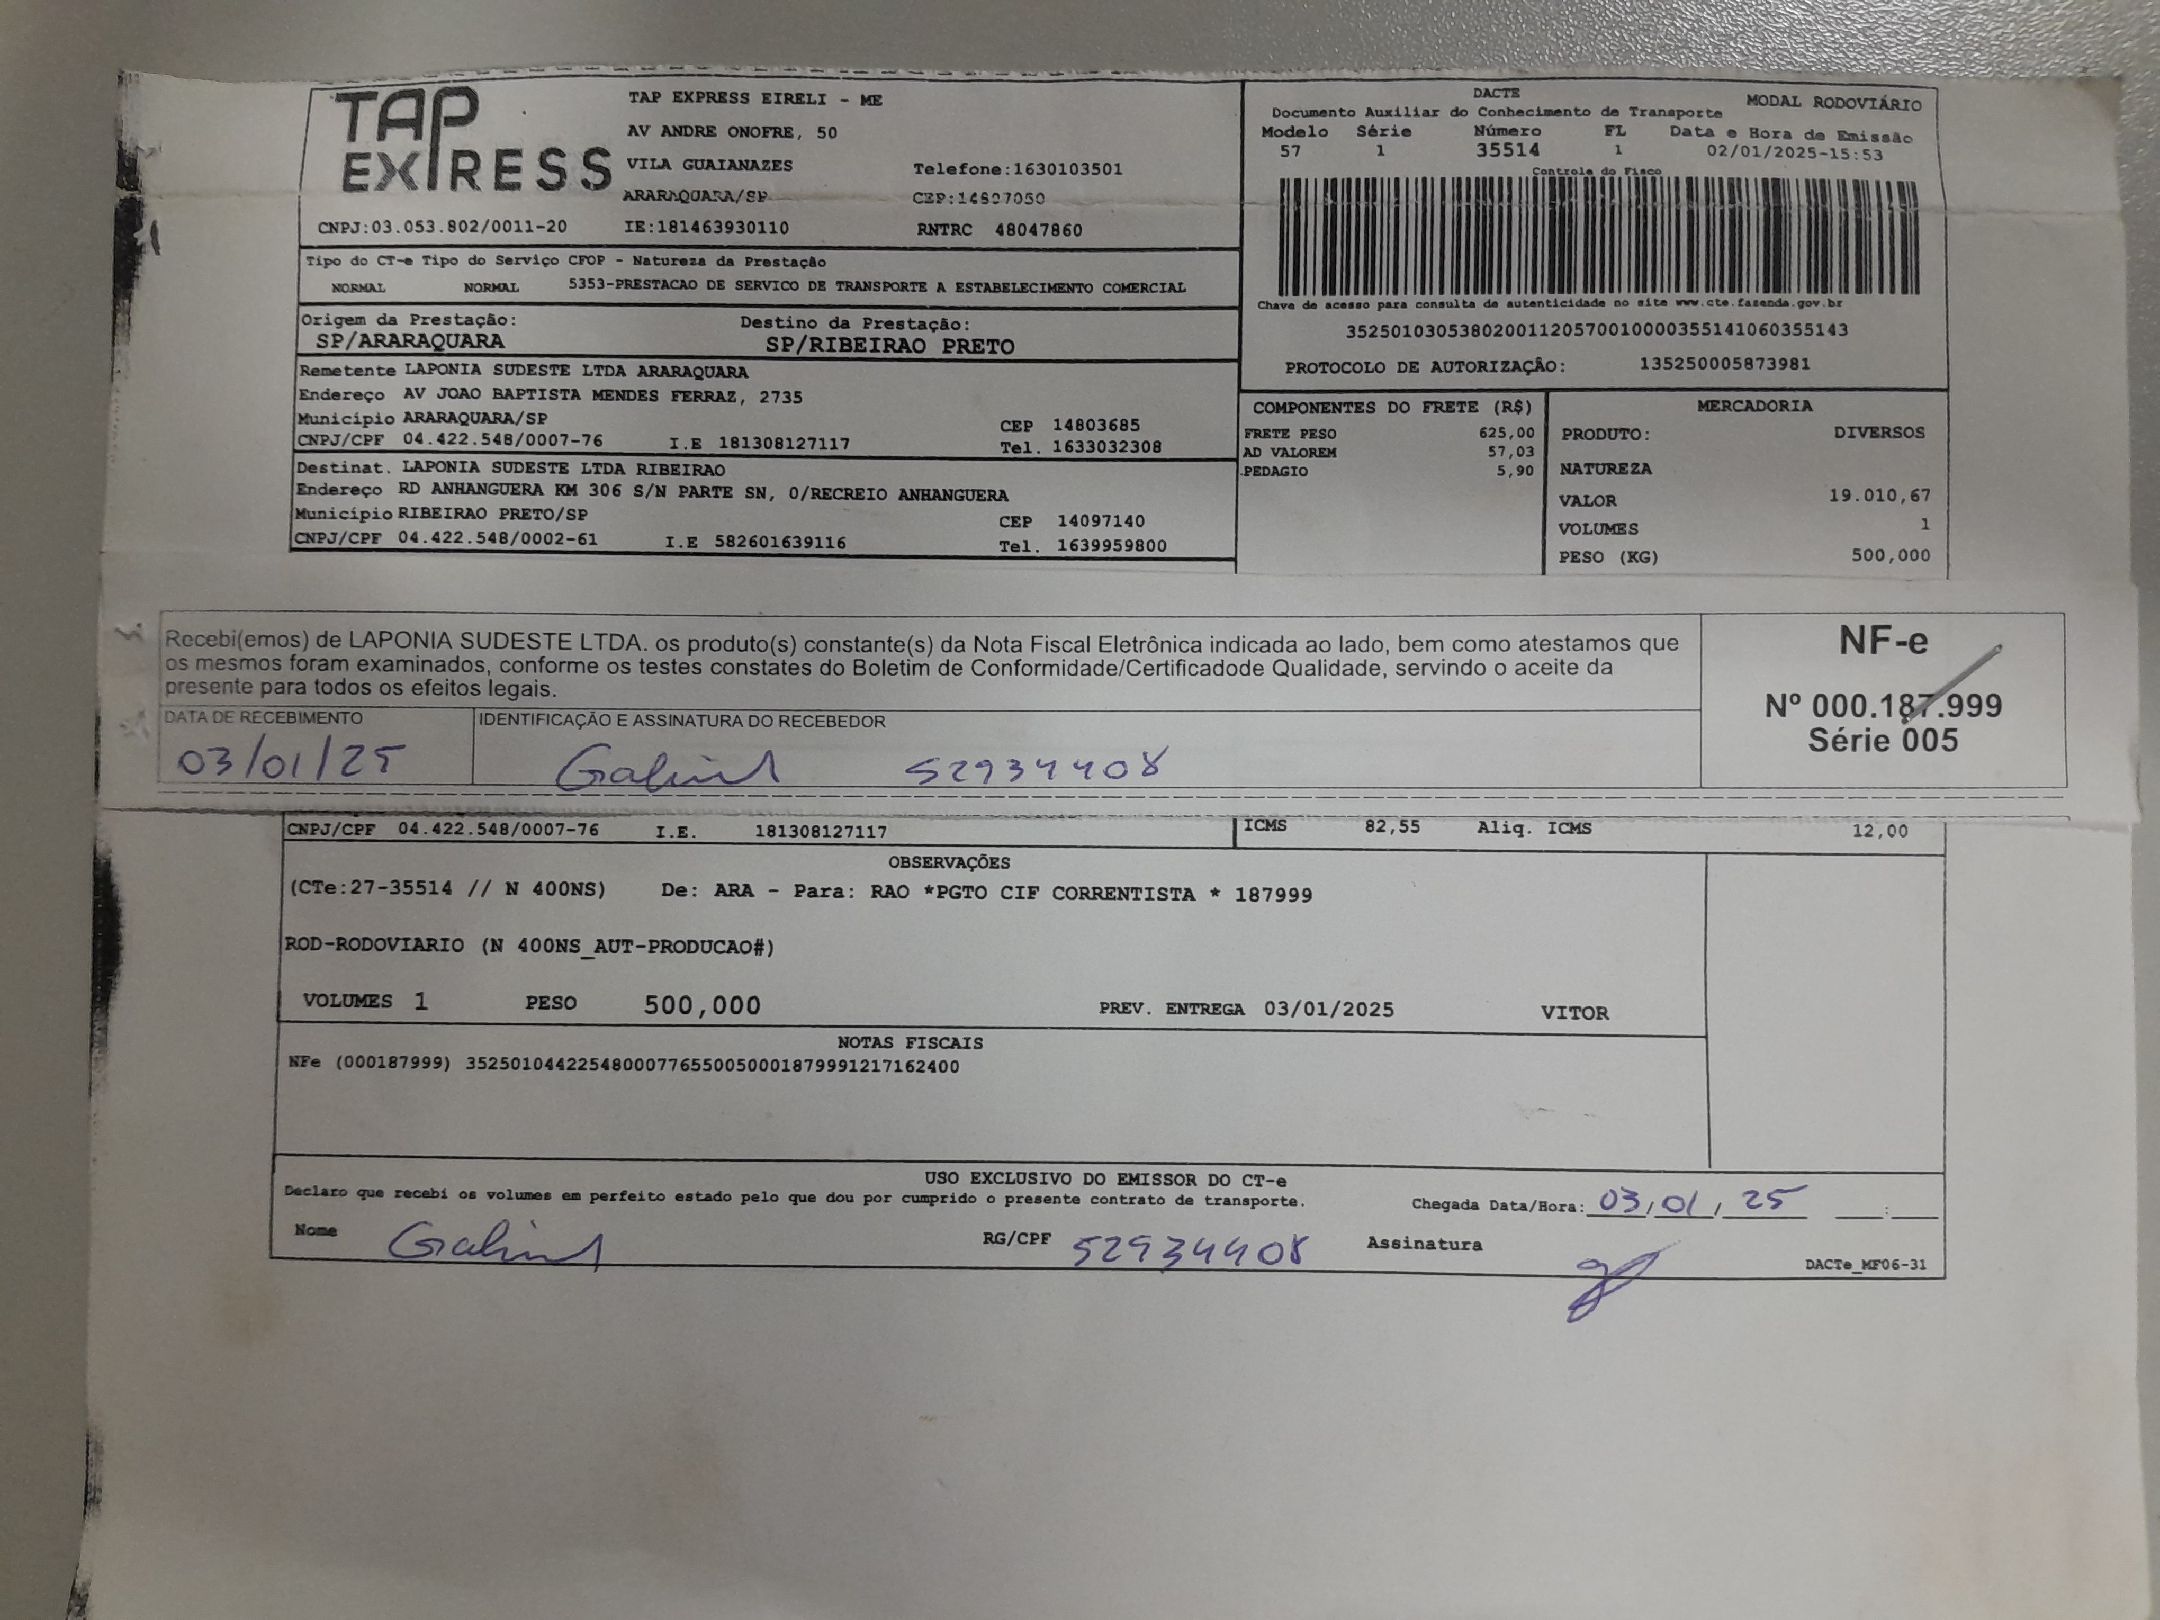 TAP EXPRESS
TAP EXPRESS EIRELI - ME
AV ANDRE ONOFRE, 50
VILA GUAIANAZES Telefone:1630103501
ARARAQUARA/SP CEP:14807050
CNPJ:03.053.802/0011-20 IE:181463930110 RNTRC 48047860
DACTE
Documento Auxiliar do Conhecimento de Transporte MODAL RODOVIÁRIO
Modelo Série Número FL Data e Hora de Emissão
57 1 35514 1 02/01/2025-15:53
Controle do Fisco
Chave de acesso para consulta de autenticidade no site www.cte.fazenda.gov.br
35250103053802001120570010000355141060355143
PROTOCOLO DE AUTORIZAÇÃO: 135250005873981
Tipo do CT-e Tipo do Serviço CFOP - Natureza da Prestação
NORMAL NORMAL 5353-PRESTACAO DE SERVICO DE TRANSPORTE A ESTABELECIMENTO COMERCIAL
Origem da Prestação: Destino da Prestação:
SP/ARARAQUARA SP/RIBEIRAO PRETO
Remetente LAPONIA SUDESTE LTDA ARARAQUARA
Endereço AV JOAO BAPTISTA MENDES FERRAZ, 2735
Município ARARAQUARA/SP CEP 14803685
CNPJ/CPF 04.422.548/0007-76 I.E 181308127117 Tel. 1633032308
Destinat. LAPONIA SUDESTE LTDA RIBEIRAO
Endereço RD ANHANGUERA KM 306 S/N PARTE SN, 0/RECREIO ANHANGUERA
Município RIBEIRAO PRETO/SP CEP 14097140
CNPJ/CPF 04.422.548/0002-61 I.E 582601639116 Tel. 1639959800
COMPONENTES DO FRETE (R$)
FRETE PESO 625,00
AD VALOREM 57,03
PEDAGIO 5,90
MERCADORIA
PRODUTO: DIVERSOS
NATUREZA
VALOR 19.010,67
VOLUMES 1
PESO (KG) 500,000
Recebi(emos) de LAPONIA SUDESTE LTDA. os produto(s) constante(s) da Nota Fiscal Eletrônica indicada ao lado, bem como atestamos que
os mesmos foram examinados, conforme os testes constates do Boletim de Conformidade/Certificadode Qualidade, servindo o aceite da
presente para todos os efeitos legais.
DATA DE RECEBIMENTO IDENTIFICAÇÃO E ASSINATURA DO RECEBEDOR
03/01/25 Gabriel 52934408
NF-e
Nº 000.187.999
Série 005
CNPJ/CPF 04.422.548/0007-76 I.E. 181308127117 ICMS 82,55 Aliq. ICMS 12,00
OBSERVAÇÕES
(CTe:27-35514 // N 400NS) De: ARA - Para: RAO *PGTO CIF CORRENTISTA * 187999
ROD-RODOVIARIO (N 400NS_AUT-PRODUCAO#)
VOLUMES 1 PESO 500,000 PREV. ENTREGA 03/01/2025 VITOR
NOTAS FISCAIS
NFe (000187999) 35250104422548000776550050001879991217162400
USO EXCLUSIVO DO EMISSOR DO CT-e
Declaro que recebi os volumes em perfeito estado pelo que dou por cumprido o presente contrato de transporte. Chegada Data/Hora: 03/01/25 __:__
Nome Gabriel RG/CPF 52934408 Assinatura
DACTe_MF06-31